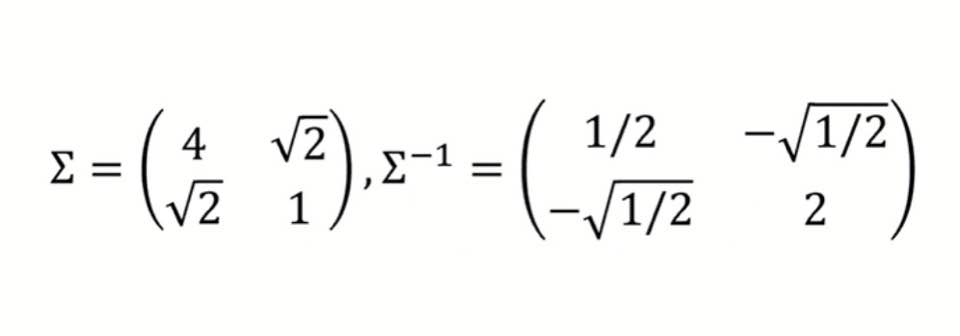 Σ = ( 4 √2 ; √2 1 ), Σ⁻¹ = ( 1/2 −√1/2 ; −√1/2 2 )